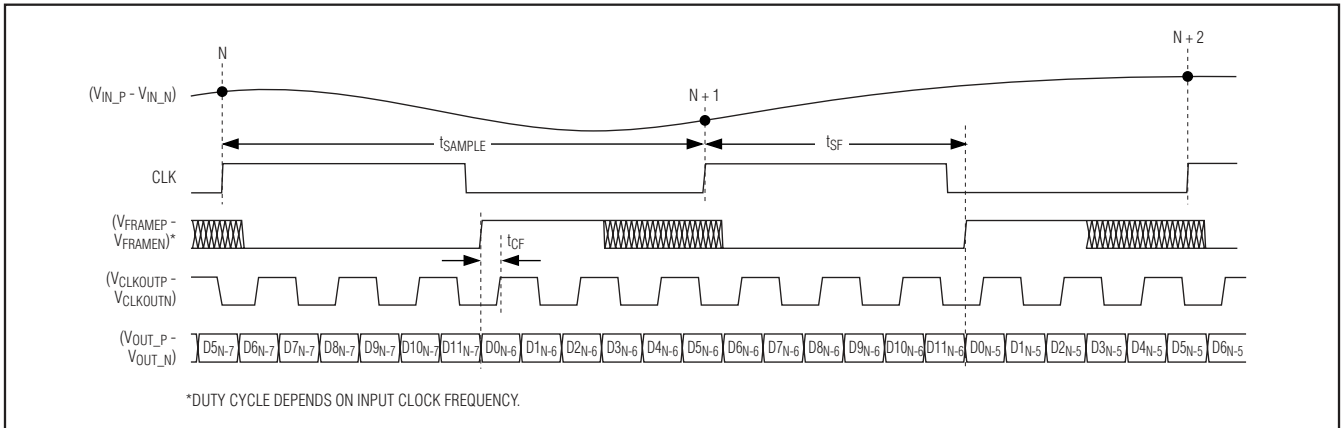 N
N + 1
N + 2
(VIN_P - VIN_N)
tSAMPLE
tSF
CLK
(VFRAMEP -
VFRAMEN)*
tCF
(VCLKOUTP -
VCLKOUTN)
(VOUT_P -
VOUT_N)
D5N-7 D6N-7 D7N-7 D8N-7 D9N-7 D10N-7 D11N-7 D0N-6 D1N-6 D2N-6 D3N-6 D4N-6 D5N-6 D6N-6 D7N-6 D8N-6 D9N-6 D10N-6 D11N-6 D0N-5 D1N-5 D2N-5 D3N-5 D4N-5 D5N-5 D6N-5
*DUTY CYCLE DEPENDS ON INPUT CLOCK FREQUENCY.